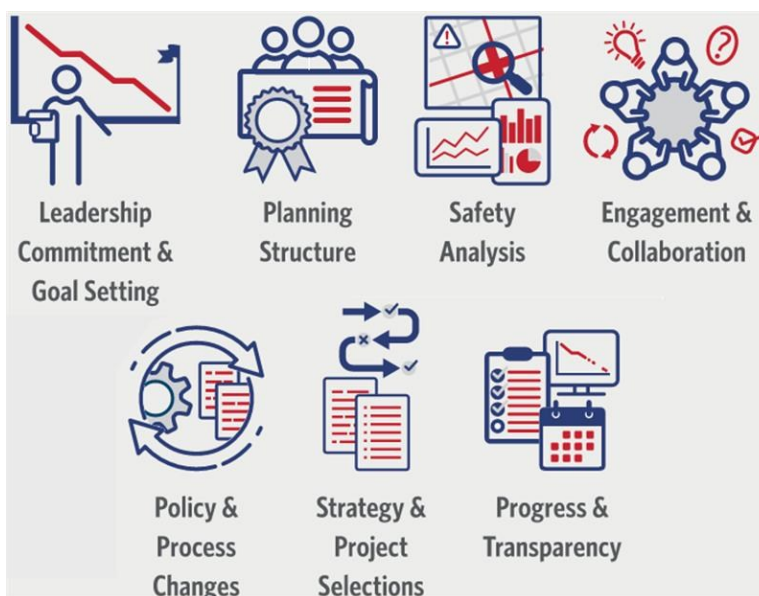 Leadership
Commitment &
Goal Setting
Planning
Structure
Safety
Analysis
Engagement &
Collaboration
Policy &
Process
Changes
Strategy &
Project
Selections
Progress &
Transparency